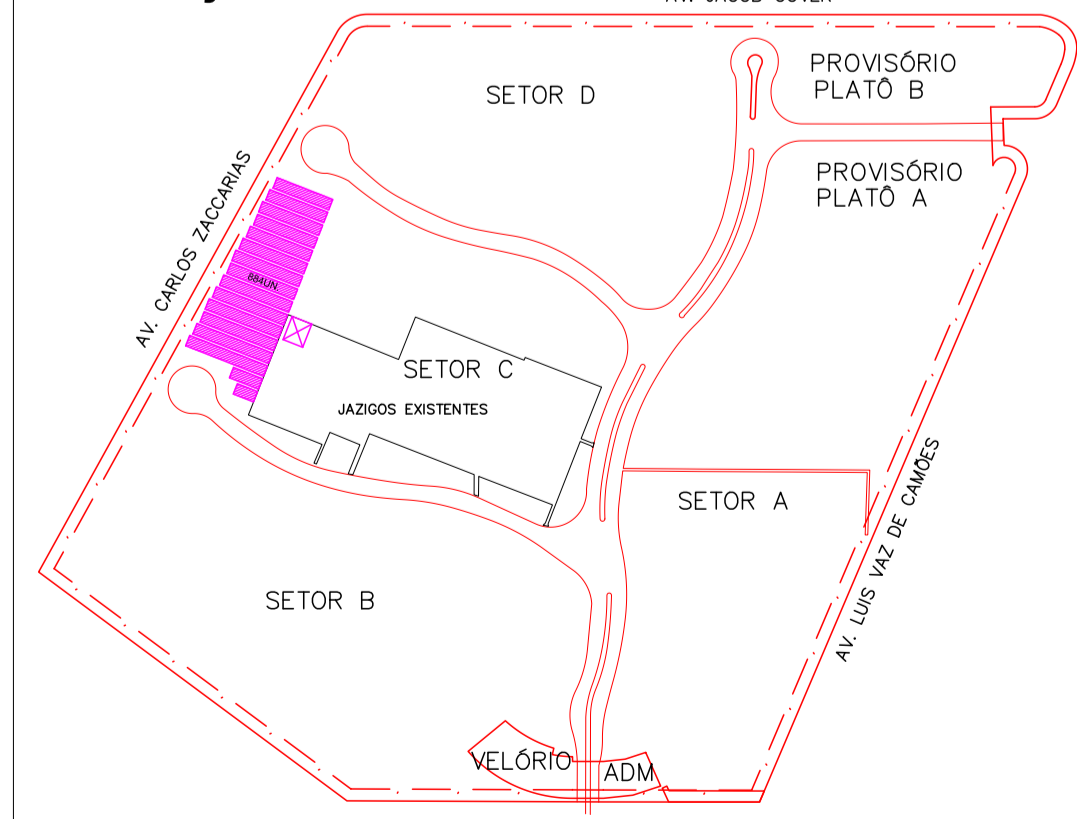 SETOR D
PROVISÓRIO
PLATÔ B
PROVISÓRIO
PLATÔ A
AV. CARLOS ZACCARIAS
884UN.
SETOR C
JAZIGOS EXISTENTES
SETOR A
AV. LUIS VAZ DE CAMÕES
SETOR B
VELÓRIO
ADM